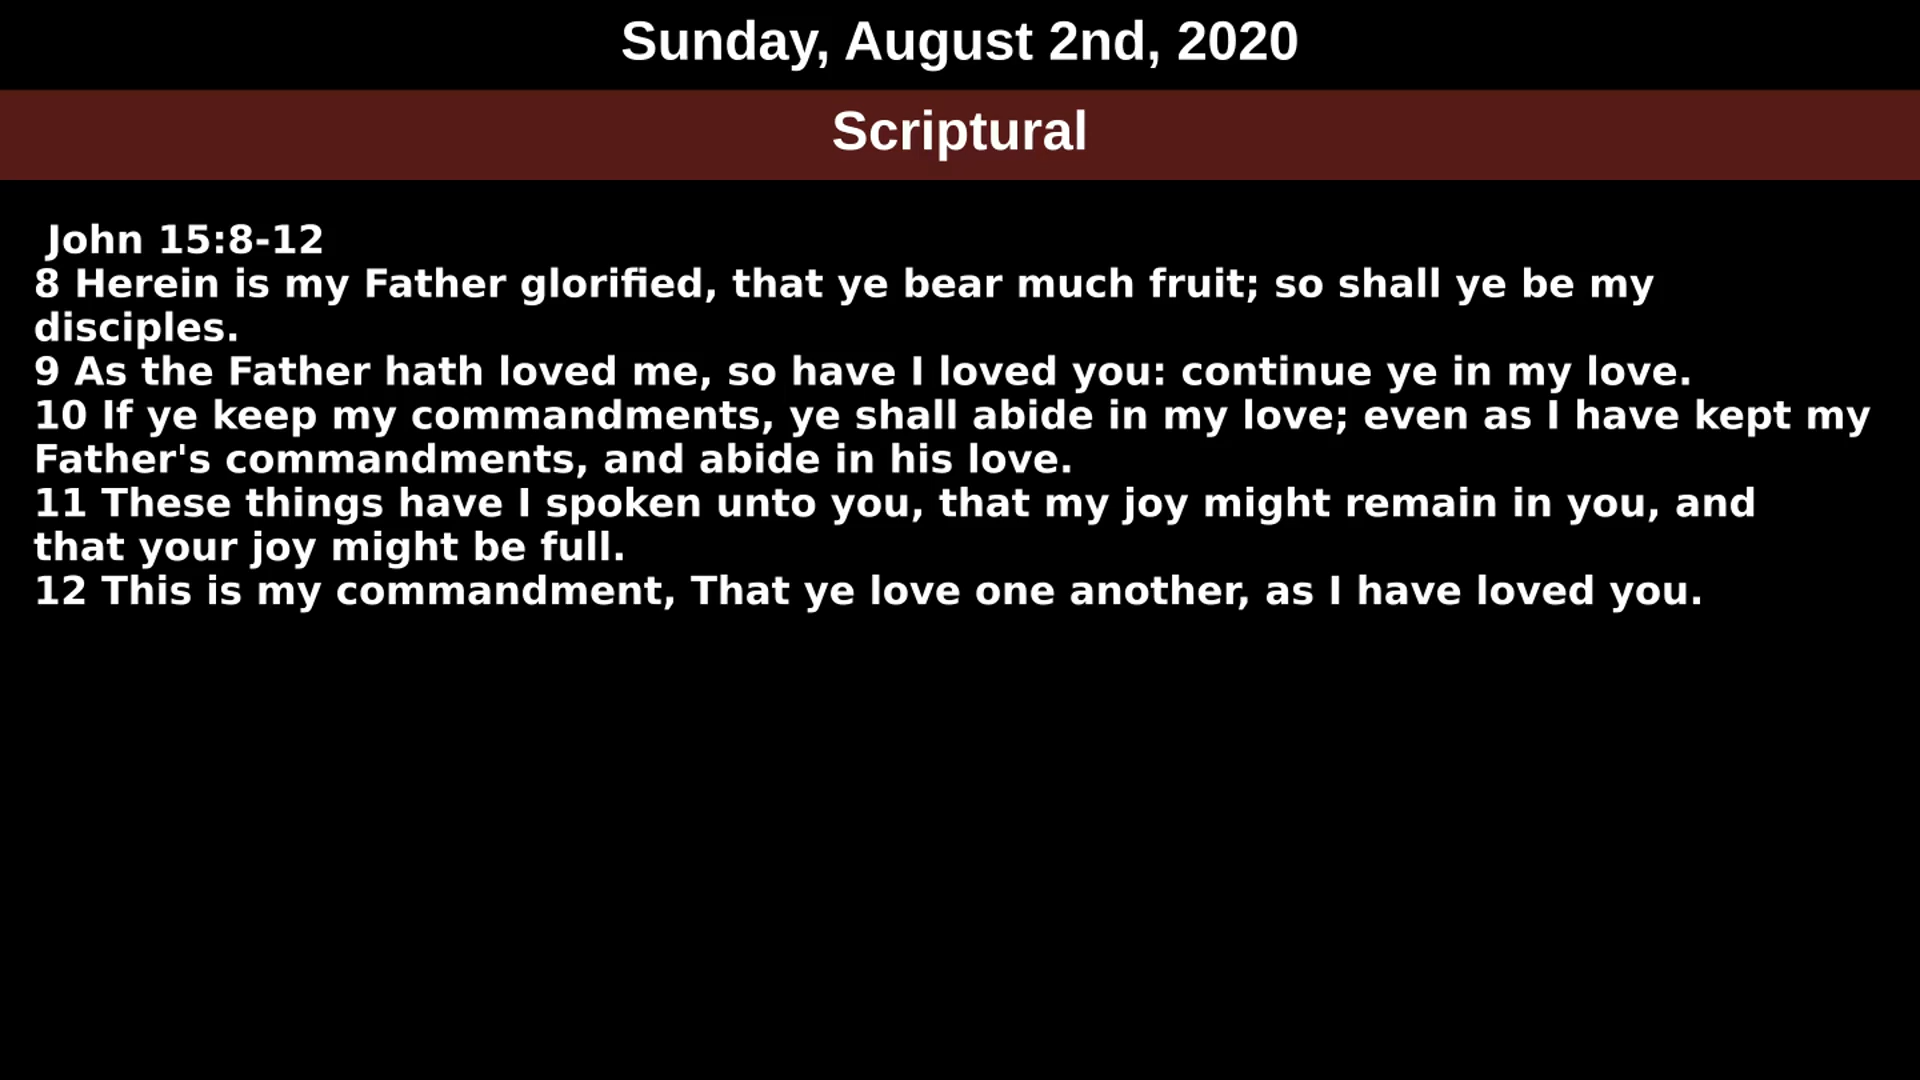 Sunday, August 2nd, 2020
Scriptural
John 15:8-12
8 Herein is my Father glorified, that ye bear much fruit; so shall ye be my
disciples.
9 As the Father hath loved me, so have I loved you: continue ye in my love.
10 If ye keep my commandments, ye shall abide in my love; even as I have kept my
Father's commandments, and abide in his love.
11 These things have I spoken unto you, that my joy might remain in you, and
that your joy might be full.
12 This is my commandment, That ye love one another, as I have loved you.